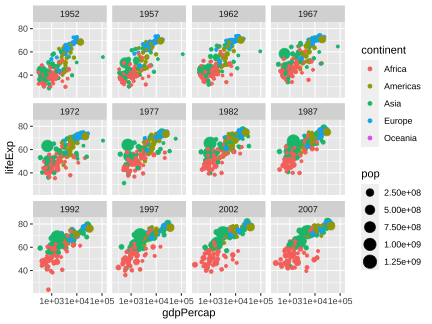 1952 1957 1962 1967
80
60
40
1972 1977 1982 1987
80
60
40
1992 1997 2002 2007
80
60
40
1e+031e+041e+05 1e+031e+041e+05 1e+031e+041e+05 1e+031e+041e+05
gdpPercap
lifeExp
continent
Africa
Americas
Asia
Europe
Oceania
pop
2.50e+08
5.00e+08
7.50e+08
1.00e+09
1.25e+09